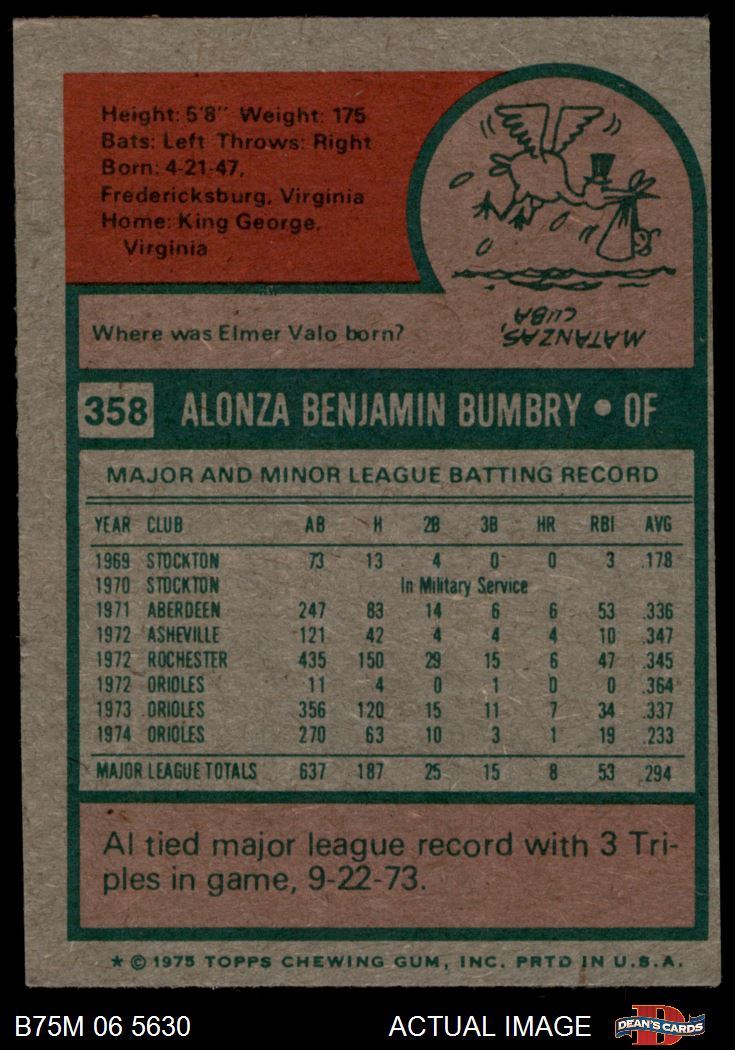 Height: 5'8" Weight: 175
Bats: Left Throws: Right
Born: 4-21-47,
Fredericksburg, Virginia
Home: King George,
Virginia
MATANZAS,
CUBA
Where was Elmer Valo born?
358 ALONZA BENJAMIN BUMBRY • OF
MAJOR AND MINOR LEAGUE BATTING RECORD
YEAR CLUB AB H 2B 3B HR RBI AVG
1969 STOCKTON 73 13 4 0 0 3 .178
1970 STOCKTON In Military Service
1971 ABERDEEN 247 83 14 6 6 53 .336
1972 ASHEVILLE 121 42 4 4 4 10 .347
1972 ROCHESTER 435 150 29 15 6 47 .345
1972 ORIOLES 11 4 0 1 0 0 .364
1973 ORIOLES 356 120 15 11 7 34 .337
1974 ORIOLES 270 63 10 3 1 19 .233
MAJOR LEAGUE TOTALS 637 187 25 15 8 53 .294
Al tied major league record with 3 Tri-
ples in game, 9-22-73.
* © 1975 TOPPS CHEWING GUM, INC. PRTD IN U.S.A.
B75M 06 5630 ACTUAL IMAGE DEAN'S CARDS